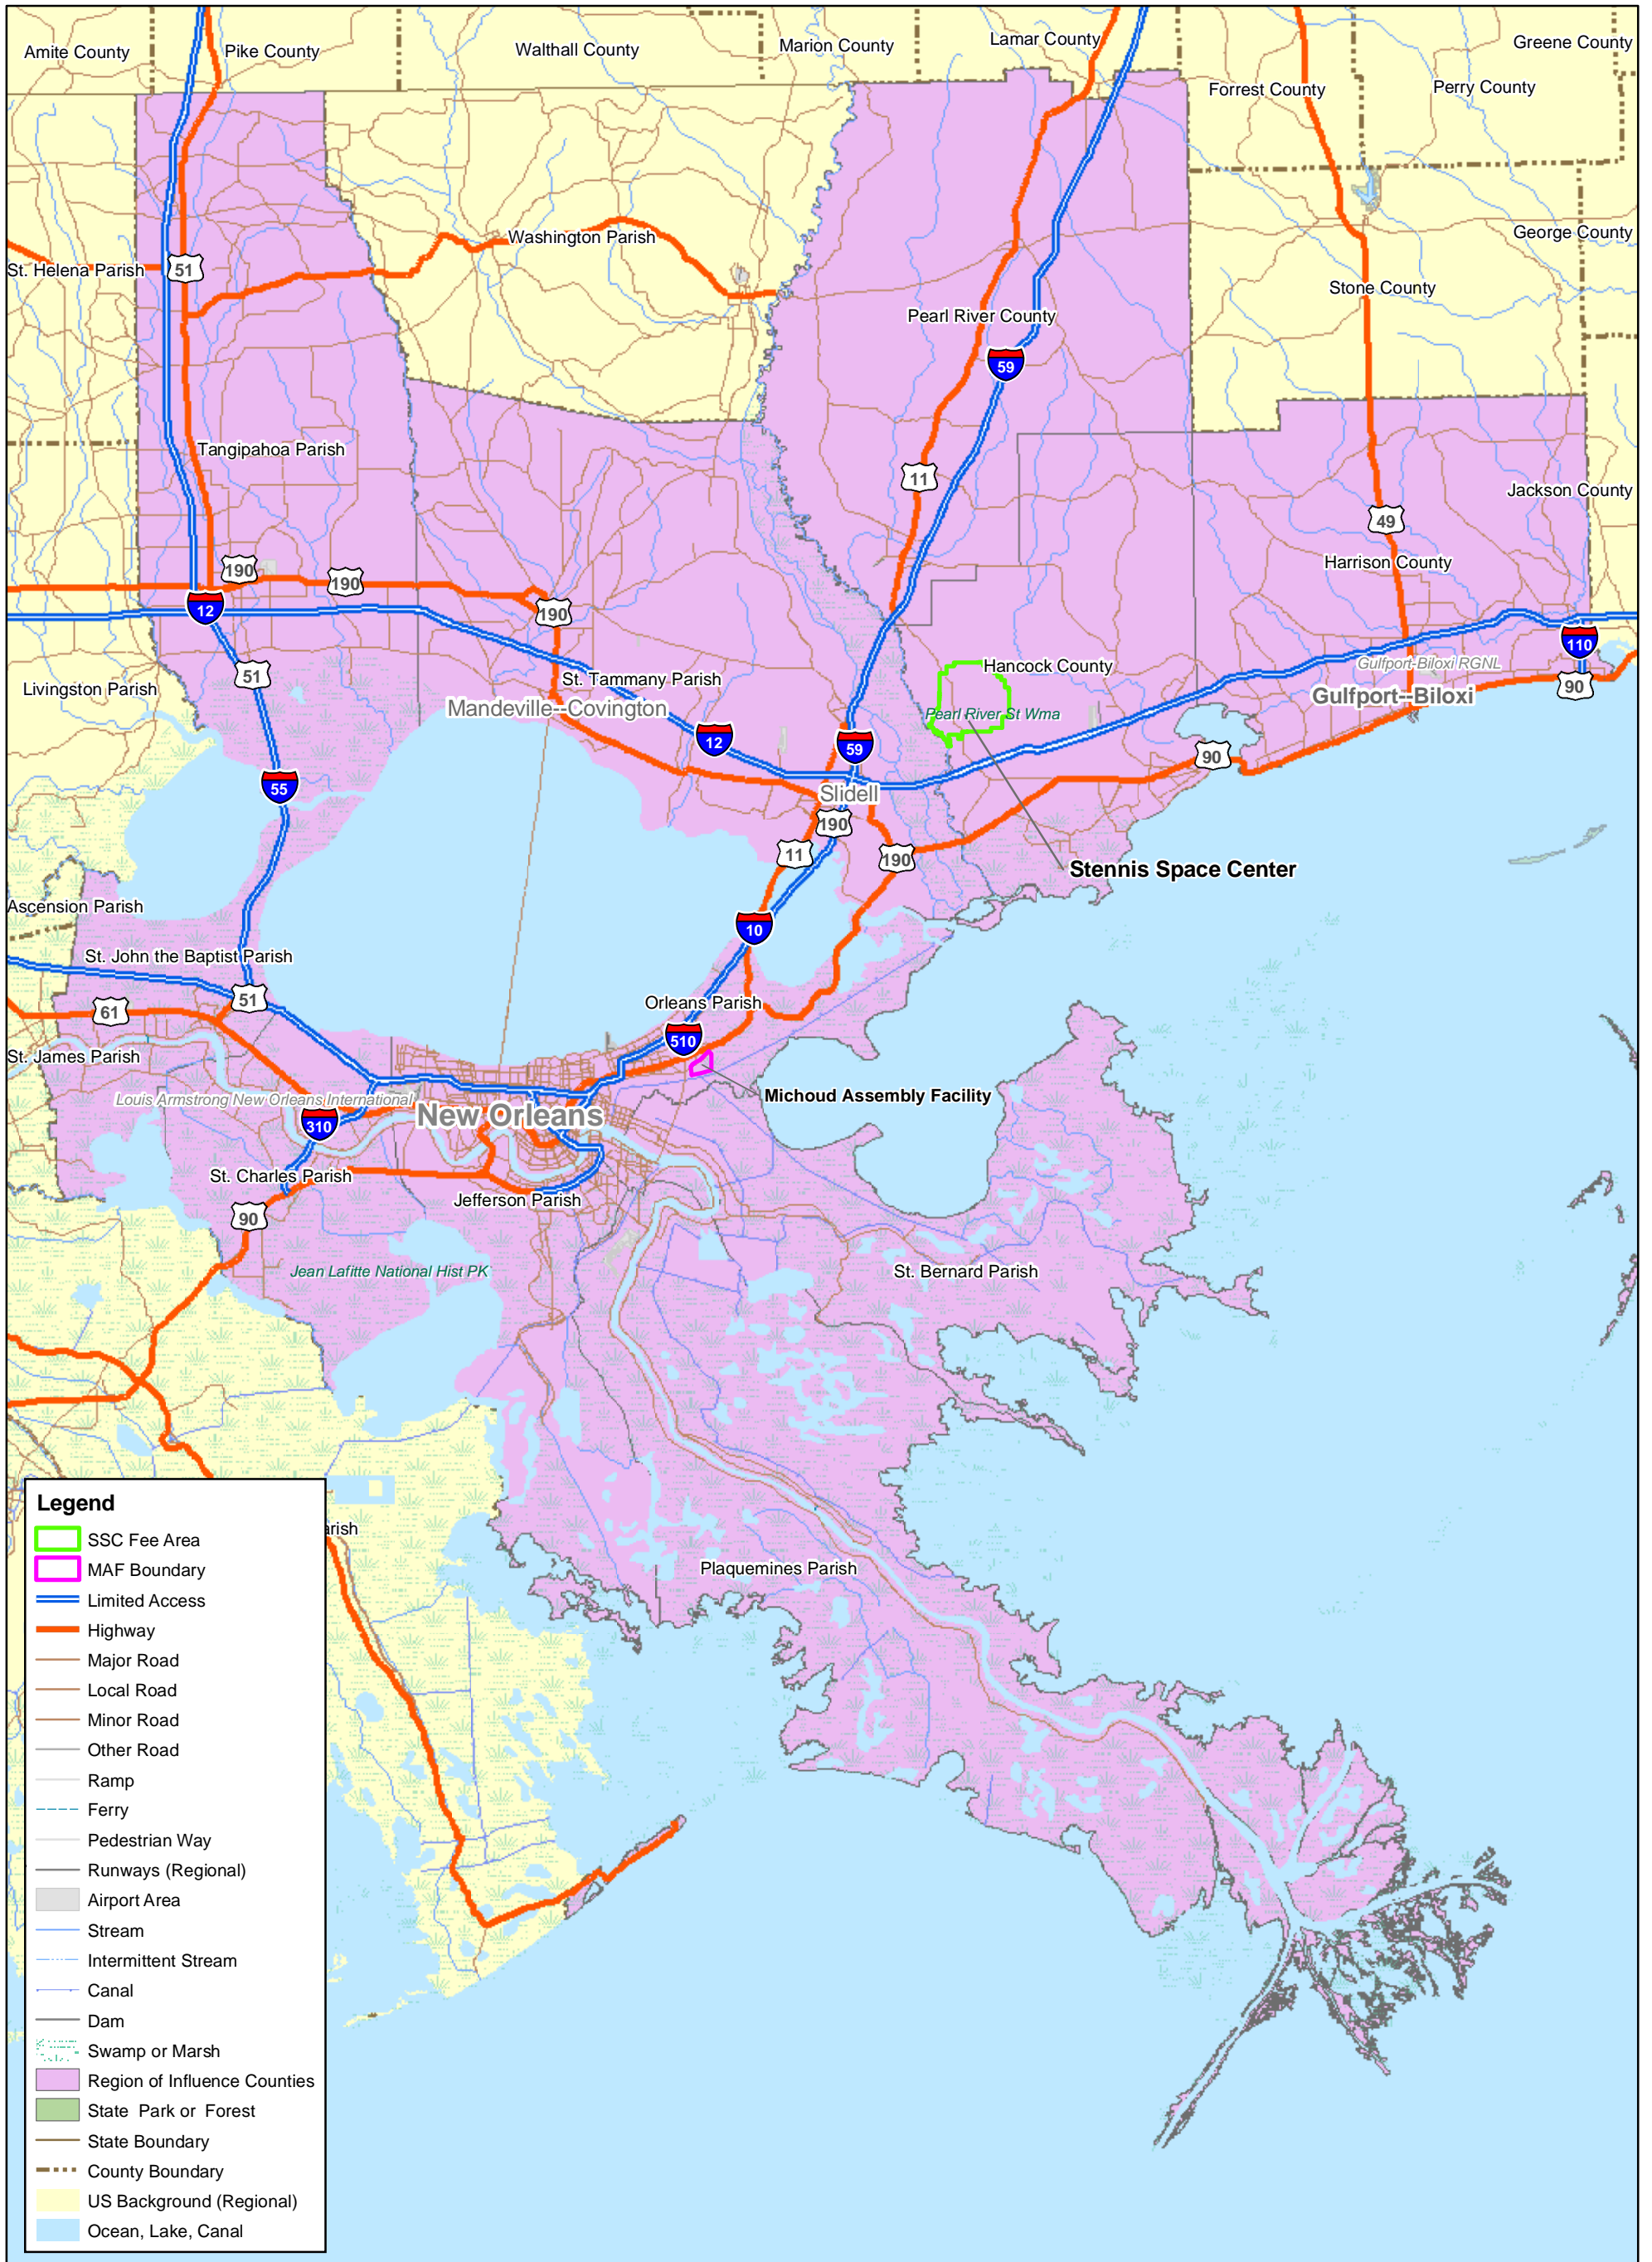 Amite County
Pike County
Walthall County
Marion County
Lamar County
Greene County
Forrest County
Perry County
Washington Parish
George County
St. Helena Parish
51
Stone County
Pearl River County
59
Tangipahoa Parish
11
Jackson County
49
Harrison County
190
190
12
190
110
Hancock County
Gulfport-Biloxi RGNL
51
St. Tammany Parish
90
Livingston Parish
Mandeville--Covington
Gulfport--Biloxi
Pearl River St Wma
12
59
90
55
Slidell
190
11
190
Stennis Space Center
Ascension Parish
10
St. John the Baptist Parish
51
Orleans Parish
61
510
St. James Parish
Michoud Assembly Facility
Louis Armstrong New Orleans International
New Orleans
310
St. Charles Parish
Jefferson Parish
90
Jean Lafitte National Hist PK
St. Bernard Parish
arish
Plaquemines Parish
Legend
SSC Fee Area
MAF Boundary
Limited Access
Highway
Major Road
Local Road
Minor Road
Other Road
Ramp
Ferry
Pedestrian Way
Runways (Regional)
Airport Area
Stream
Intermittent Stream
Canal
Dam
Swamp or Marsh
Region of Influence Counties
State Park or Forest
State Boundary
County Boundary
US Background (Regional)
Ocean, Lake, Canal